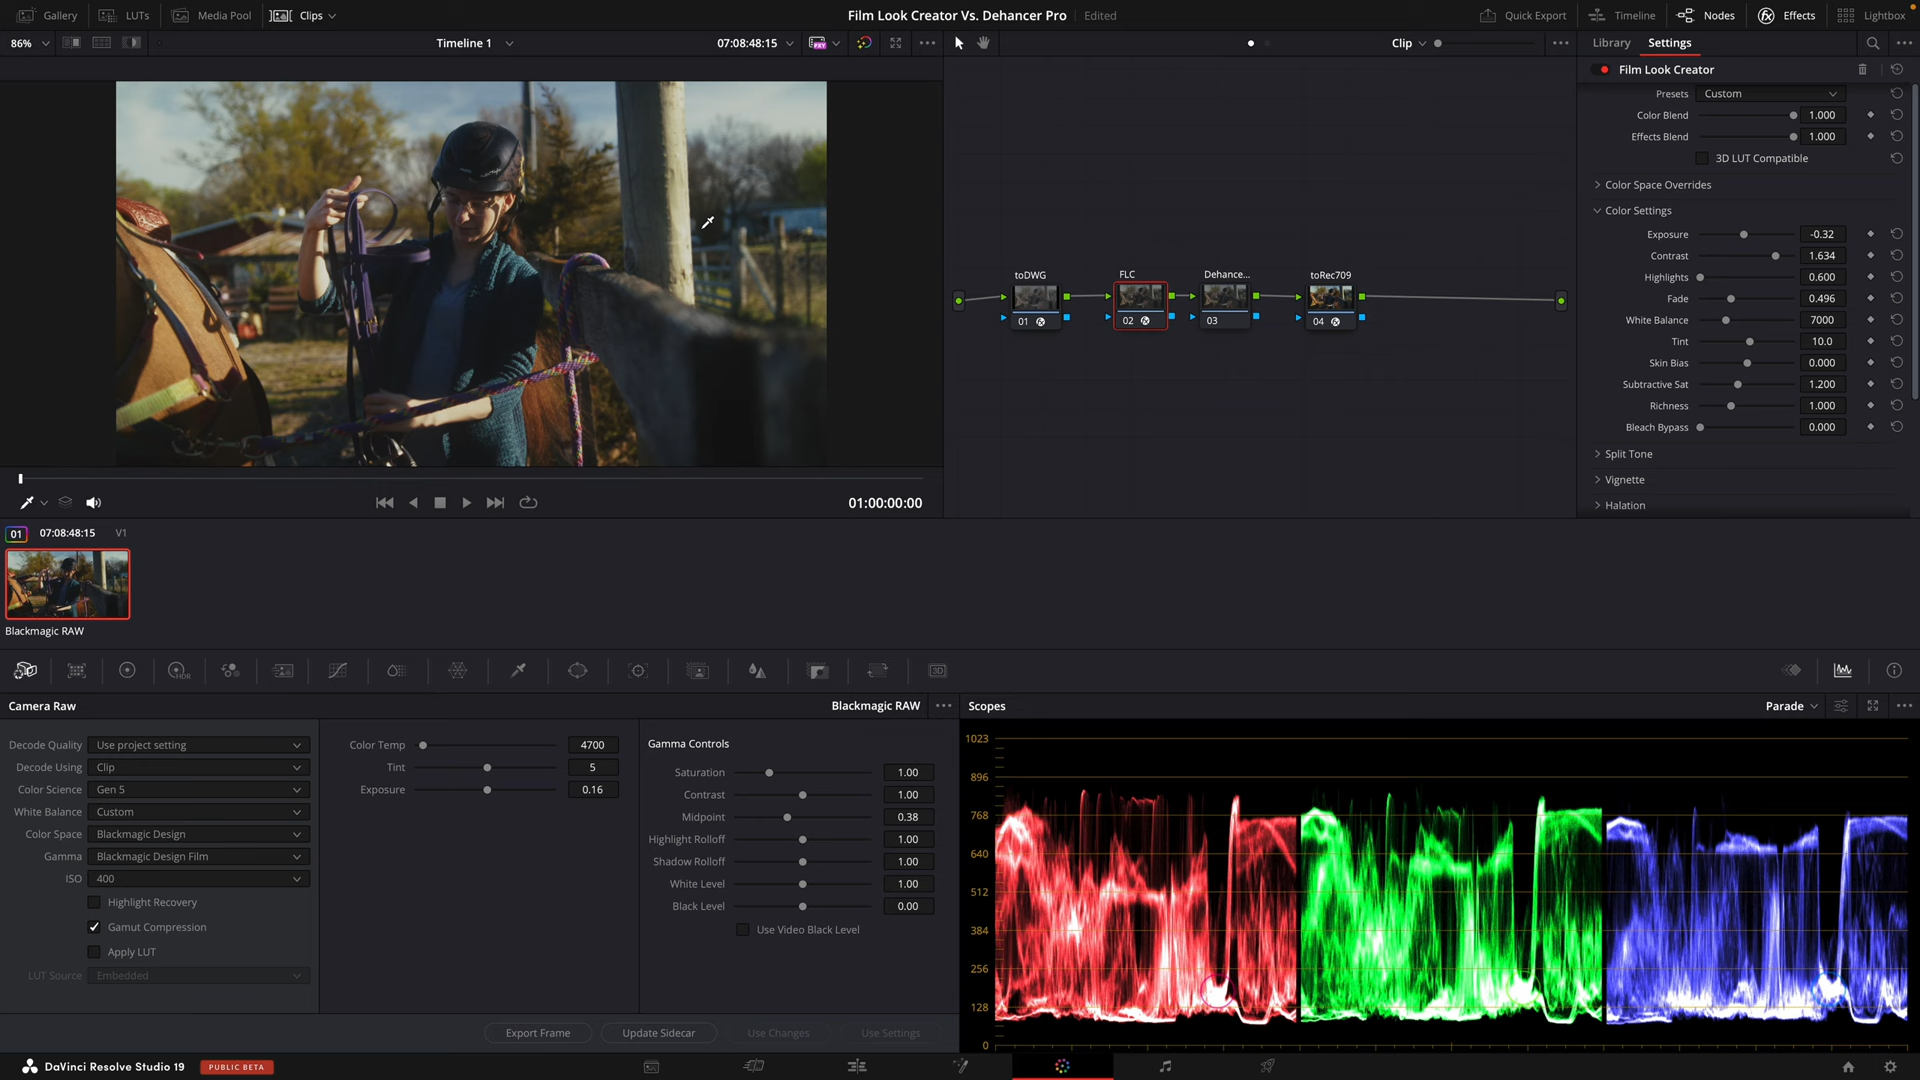 Gallery
LUTs
Media Pool
Clips
Film Look Creator Vs. Dehancer Pro
Edited
Quick Export
Timeline
Nodes
Effects
Lightbox
86%
Timeline 1
07:08:48:15
Clip
Library
Settings
Film Look Creator
Presets
Custom
Color Blend
1.000
Effects Blend
1.000
3D LUT Compatible
Color Space Overrides
Color Settings
Exposure
-0.32
Contrast
1.634
Highlights
0.600
Fade
0.496
White Balance
7000
Tint
10.0
Skin Bias
0.000
Subtractive Sat
1.200
Richness
1.000
Bleach Bypass
0.000
Split Tone
Vignette
Halation
toDWG
FLC
Dehance...
toRec709
01
02
03
04
01:00:00:00
01
07:08:48:15
V1
Blackmagic RAW
HDR
3D
Camera Raw
Blackmagic RAW
Decode Quality
Use project setting
Decode Using
Clip
Color Science
Gen 5
White Balance
Custom
Color Space
Blackmagic Design
Gamma
Blackmagic Design Film
ISO
400
Highlight Recovery
Gamut Compression
Apply LUT
LUT Source
Embedded
Color Temp
4700
Tint
5
Exposure
0.16
Gamma Controls
Saturation
1.00
Contrast
1.00
Midpoint
0.38
Highlight Rolloff
1.00
Shadow Rolloff
1.00
White Level
1.00
Black Level
0.00
Use Video Black Level
Export Frame
Update Sidecar
Use Changes
Use Settings
Scopes
Parade
1023
896
768
640
512
384
256
128
0
DaVinci Resolve Studio 19
PUBLIC BETA